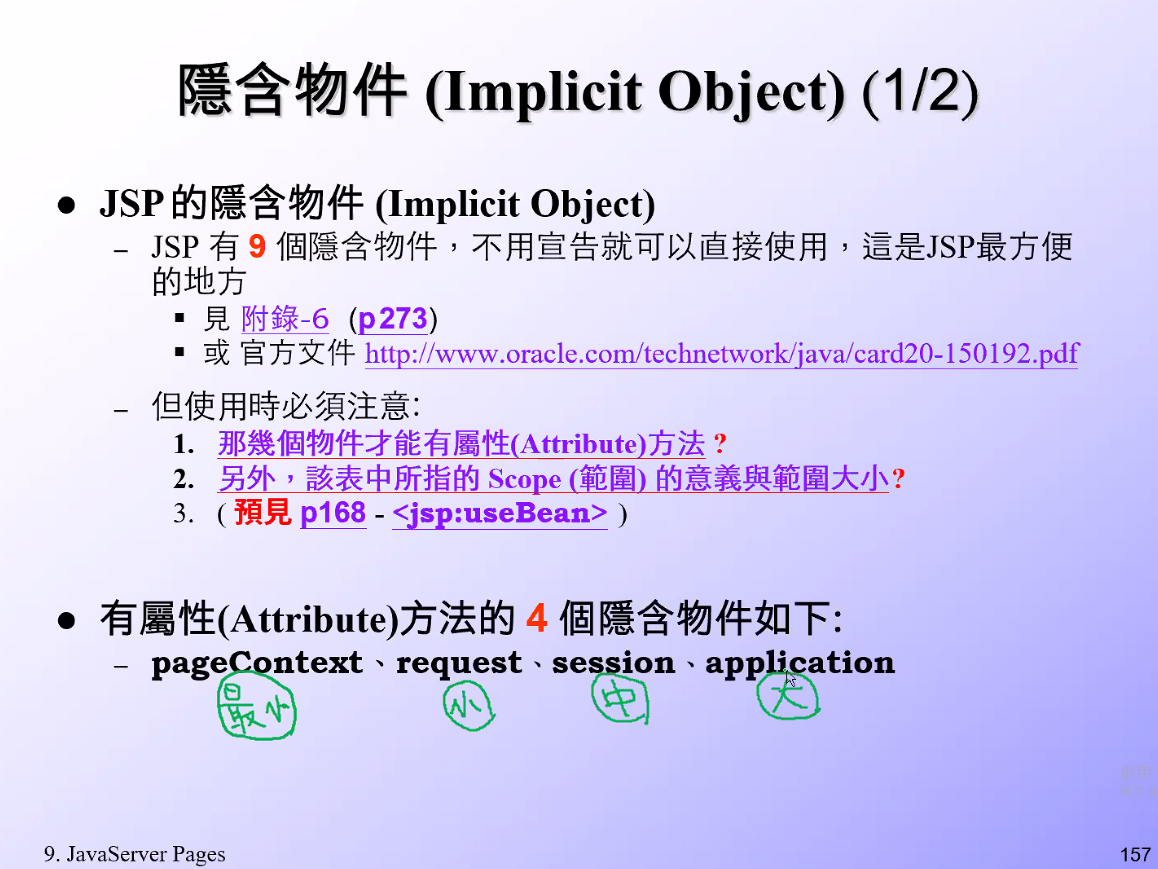 隱含物件 (Implicit Object) (1/2)
● JSP的隱含物件 (Implicit Object)
– JSP 有 9 個隱含物件，不用宣告就可以直接使用，這是JSP最方便
的地方
▪ 見 附錄-6 (p273)
▪ 或 官方文件 http://www.oracle.com/technetwork/java/card20-150192.pdf
– 但使用時必須注意:
1. 那幾個物件才能有屬性(Attribute)方法 ?
2. 另外，該表中所指的 Scope (範圍) 的意義與範圍大小?
3. ( 預見 p168 - <jsp:useBean> )
● 有屬性(Attribute)方法的 4 個隱含物件如下:
– pageContext、request、session、application
最小 小 中 大
9. JavaServer Pages 157